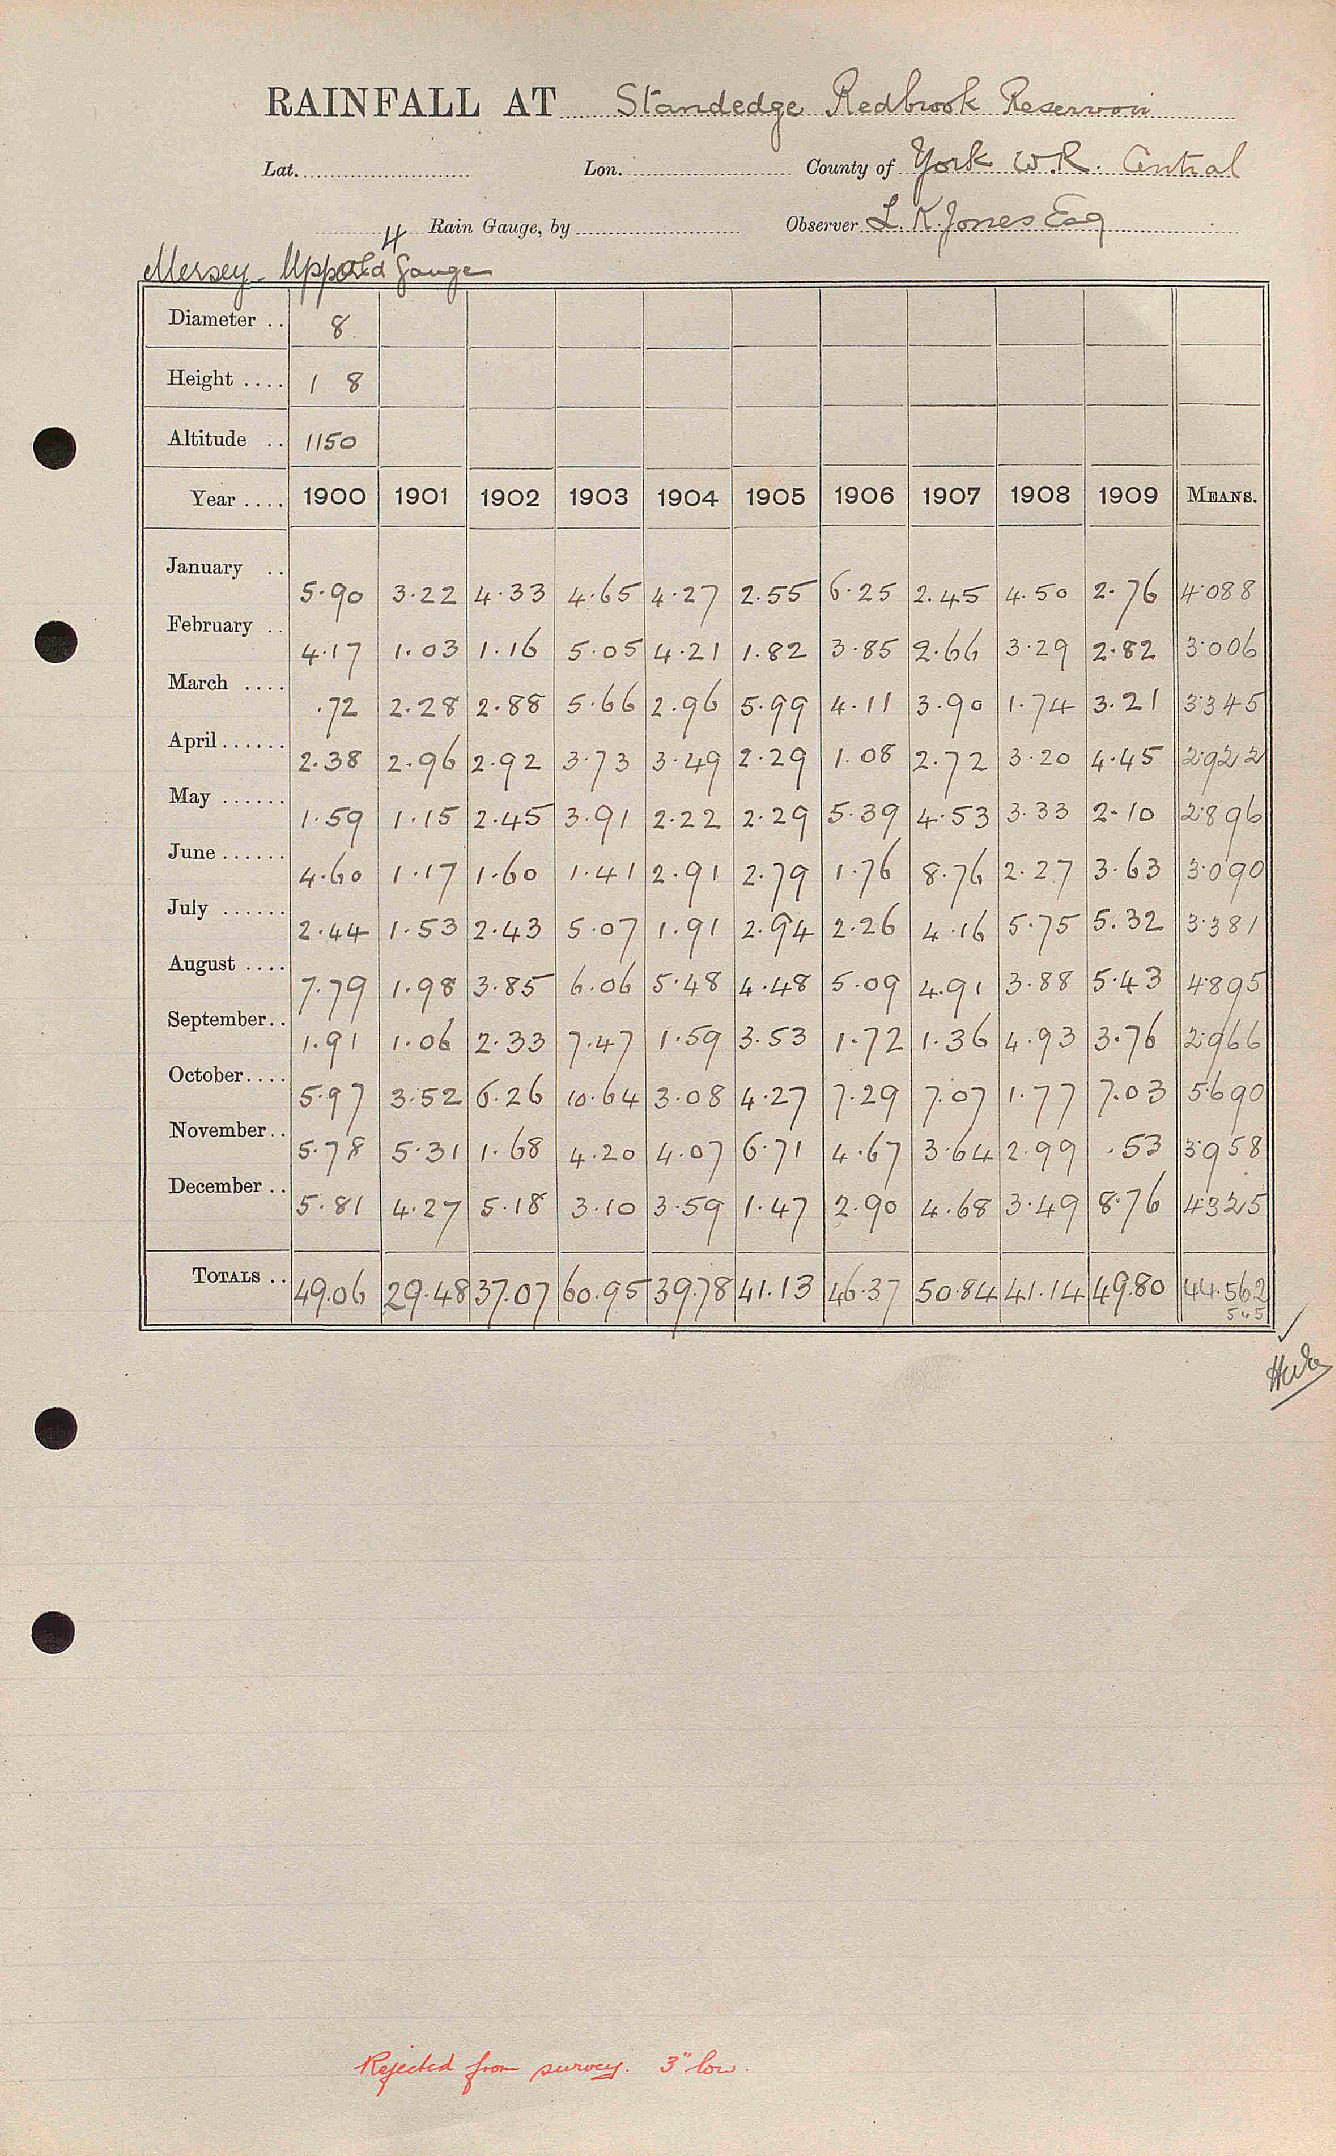 RAINFALL AT Standedge Redbrook Reservoir
Lat. Lon. County of York W.R. Central
Rain Gauge, by Observer L. K. Jones Esq
4
Mersey - Old Gauge
Diameter .. 8
Height .... 1 8
Altitude .. 1150
Year .... 1900 1901 1902 1903 1904 1905 1906 1907 1908 1909 MEANS.
January .. 5.90 3.22 4.33 4.65 4.27 2.55 6.25 2.45 4.50 2.76 4.088
February .. 4.17 1.03 1.16 5.05 4.21 1.82 3.85 2.66 3.29 2.82 3.006
March .... .72 2.28 2.88 5.66 2.96 5.99 4.11 3.90 1.74 3.21 3.345
April...... 2.38 2.96 2.92 3.73 3.49 2.29 1.08 2.72 3.20 4.45 2.922
May ...... 1.59 1.15 2.45 3.91 2.22 2.29 5.39 4.53 3.33 2.10 2.896
June...... 4.60 1.17 1.60 1.41 2.91 2.79 1.76 8.76 2.27 3.63 3.090
July ...... 2.44 1.53 2.43 5.07 1.91 2.94 2.26 4.16 5.75 5.32 3.381
August .... 7.79 1.98 3.85 6.06 5.48 4.48 5.09 4.91 3.88 5.43 4.895
September.. 1.91 1.06 2.33 7.47 1.59 3.53 1.72 1.36 4.93 3.76 2.966
October.... 5.97 3.52 6.26 10.64 3.08 4.27 7.29 7.07 1.77 7.03 5.690
November.. 5.78 5.31 1.68 4.20 4.07 6.71 4.67 3.64 2.99 .53 3.958
December .. 5.81 4.27 5.18 3.10 3.59 1.47 2.90 4.68 3.49 8.76 4.325
TOTALS .. 49.06 29.48 37.07 60.95 39.78 41.13 46.37 50.84 41.14 49.80 44.562
Rejected from survey. 3" low.